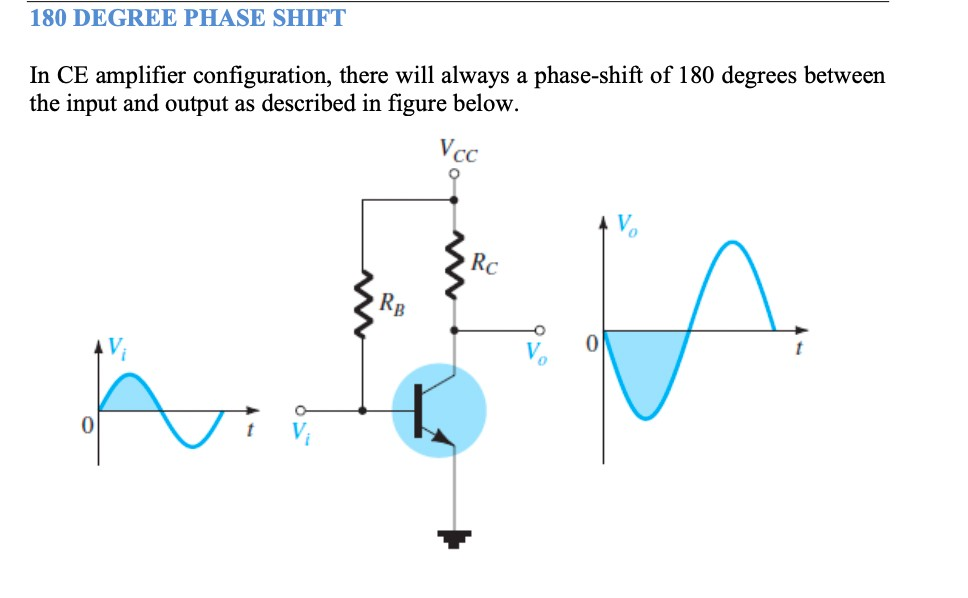 180 DEGREE PHASE SHIFT
In CE amplifier configuration, there will always a phase-shift of 180 degrees between
the input and output as described in figure below.
VCC
Vo
RC
RB
Vi
Vo
0
t
0
t
Vi